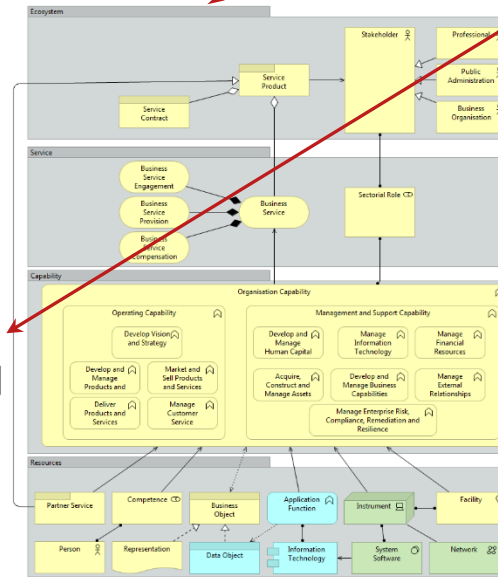 Ecosystem
Stakeholder
Professional
Service
Product
Public
Administration
Service
Contract
Business
Organisation
Service
Business
Service
Engagement
Business
Service
Provision
Business
Service
Sectorial Role
Business
Service
Compensation
Capability
Organisation Capability
Operating Capability
Management and Support Capability
Develop Vision
and Strategy
Develop and
Manage
Human Capital
Manage
Information
Technology
Manage
Financial
Resources
Develop and
Manage
Products and
Market and
Sell Products
and Services
Acquire,
Construct and
Manage Assets
Develop and
Manage Business
Capabilities
Manage
External
Relationships
Deliver
Products and
Services
Manage
Customer
Service
Manage Enterprise Risk,
Compliance, Remediation and
Resilience
Resources
Partner Service
Competence
Business
Object
Application
Function
Instrument
Facility
Person
Representation
Data Object
Information
Technology
System
Software
Network